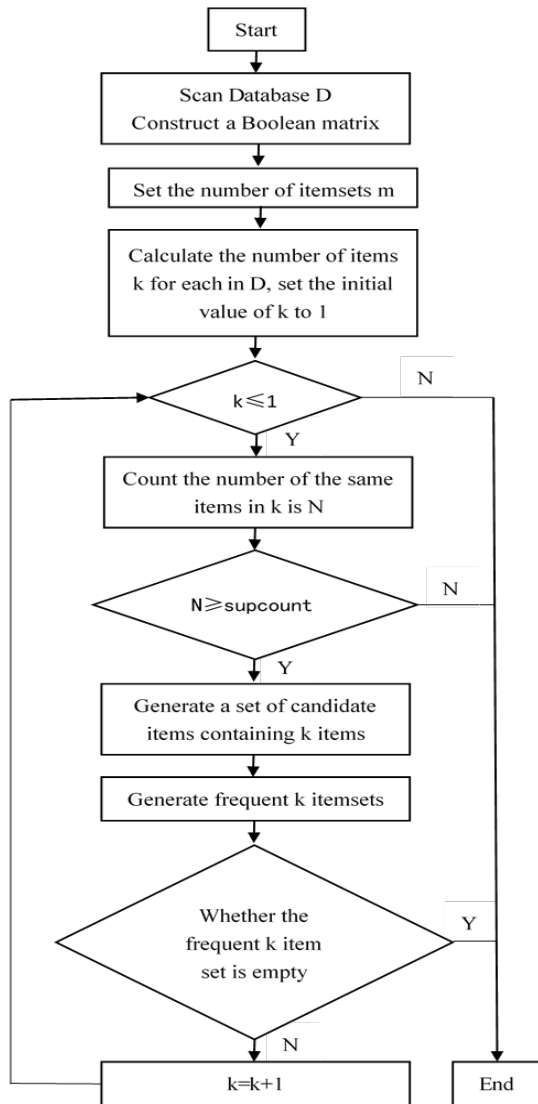 Start
Scan Database D
Construct a Boolean matrix
Set the number of itemsets m
Calculate the number of items
k for each in D, set the initial
value of k to 1
k≤1
N
Y
Count the number of the same
items in k is N
N≥supcount
N
Y
Generate a set of candidate
items containing k items
Generate frequent k itemsets
Whether the
frequent k item
set is empty
Y
N
k=k+1
End